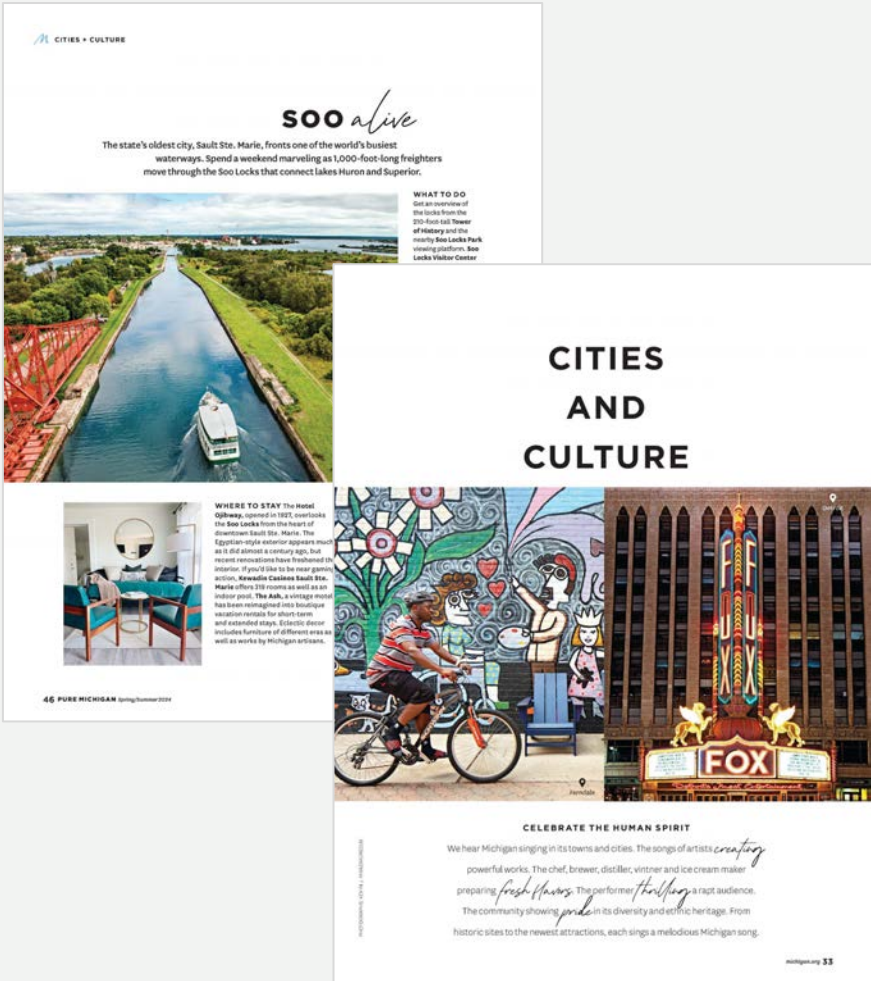 CITIES + CULTURE
SOO alive
The state's oldest city, Sault Ste. Marie, fronts one of the world's busiest
waterways. Spend a weekend marveling as 1,000-foot-long freighters
move through the Soo Locks that connect lakes Huron and Superior.
WHAT TO DO
Get an overview of
the locks from the
210-foot-tall Tower
of History and the
nearby Soo Locks Park
viewing platform. Soo
Locks Visitor Center
WHERE TO STAY The Hotel
Ojibway, opened in 1927, overlooks
the Soo Locks from the heart of
downtown Sault Ste. Marie. The
Egyptian-style exterior appears much
as it did almost a century ago, but
recent renovations have freshened th
interior. If you'd like to be near gaming
action, Kewadin Casinos Sault Ste.
Marie offers 319 rooms as well as an
indoor pool. The Ash, a vintage motel
has been reimagined into boutique
vacation rentals for short-term
and extended stays. Eclectic decor
includes furniture of different eras as
well as works by Michigan artisans.
46 PURE MICHIGAN Spring/Summer 2024
CITIES
AND
CULTURE
Detroit
FOX
FOX
FOX
Ferndale
CELEBRATE THE HUMAN SPIRIT
We hear Michigan singing in its towns and cities. The songs of artists creating
powerful works. The chef, brewer, distiller, vintner and ice cream maker
preparing fresh flavors. The performer thrilling a rapt audience.
The community showing pride in its diversity and ethnic heritage. From
historic sites to the newest attractions, each sings a melodious Michigan song.
michigan.org 33